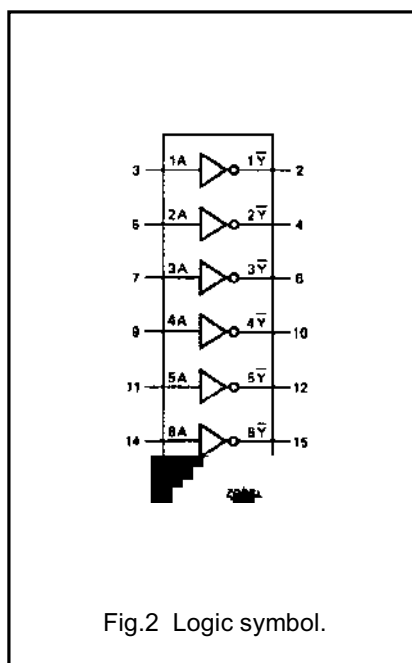 3 1A 1Y̅ 2
5 2A 2Y̅ 4
7 3A 3Y̅ 6
9 4A 4Y̅ 10
11 5A 5Y̅ 12
14 6A 6Y̅ 15
Fig.2 Logic symbol.